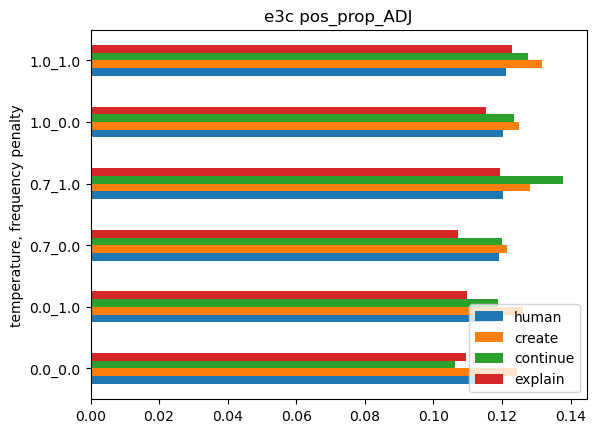 e3c pos_prop_ADJ
temperature, frequency penalty
1.0_1.0
1.0_0.0
0.7_1.0
0.7_0.0
0.0_1.0
0.0_0.0
human
create
continue
explain
0.00 0.02 0.04 0.06 0.08 0.10 0.12 0.14